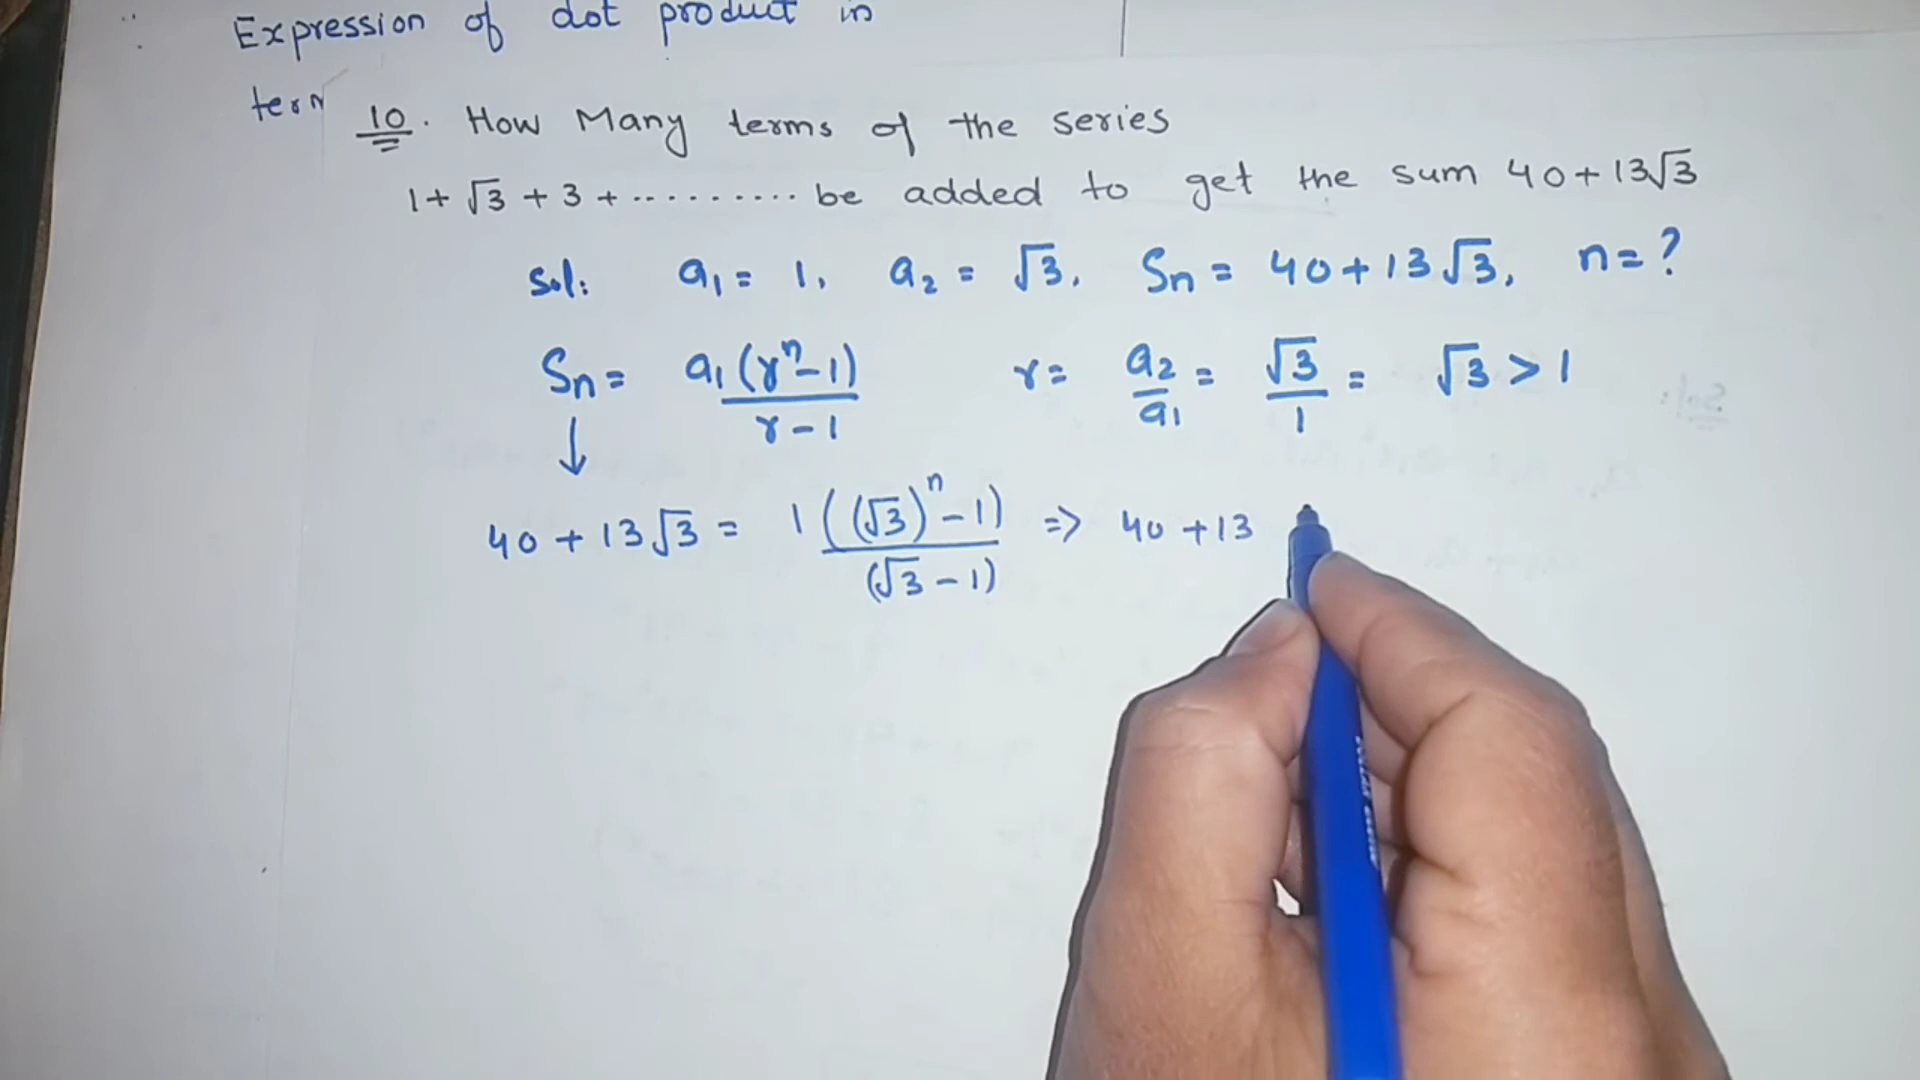 Expression of dot product in
term
10. How Many terms of the series
1 + √3 + 3 + .......... be added to get the sum 40 + 13√3
Sol: a₁ = 1, a₂ = √3, Sn = 40 + 13√3, n = ?
Sn = a₁(rⁿ-1)/r-1 r = a₂/a₁ = √3/1 = √3 > 1
↓
40 + 13√3 = 1((√3)ⁿ-1)/(√3-1) => 40 + 13